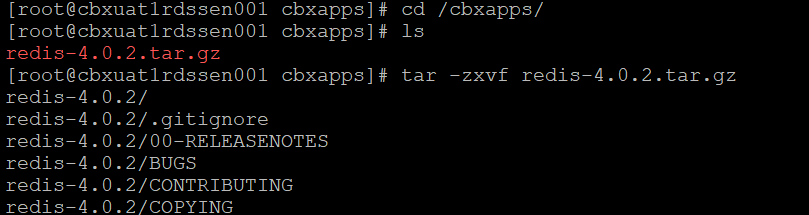 [root@cbxuat1rdssen001 cbxapps]# cd /cbxapps/
[root@cbxuat1rdssen001 cbxapps]# ls
redis-4.0.2.tar.gz
[root@cbxuat1rdssen001 cbxapps]# tar -zxvf redis-4.0.2.tar.gz
redis-4.0.2/
redis-4.0.2/.gitignore
redis-4.0.2/00-RELEASENOTES
redis-4.0.2/BUGS
redis-4.0.2/CONTRIBUTING
redis-4.0.2/COPYING